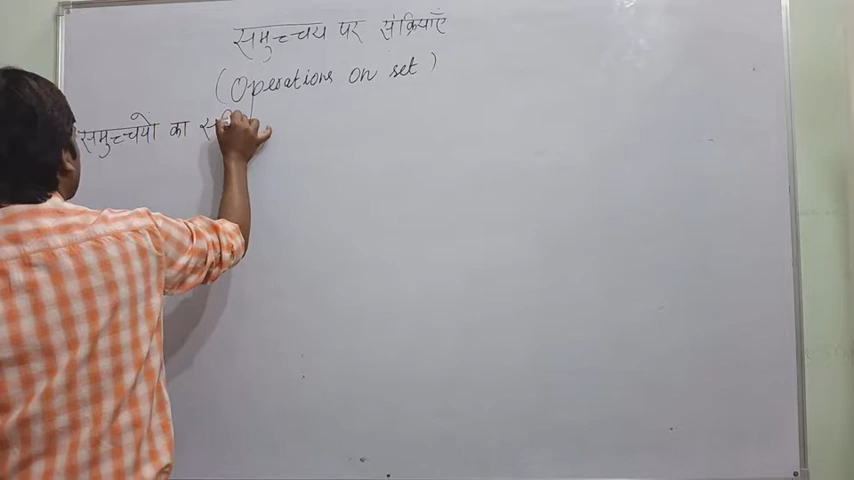 समुच्चय पर संक्रियाएँ
(Operations on set)
समुच्चयो का